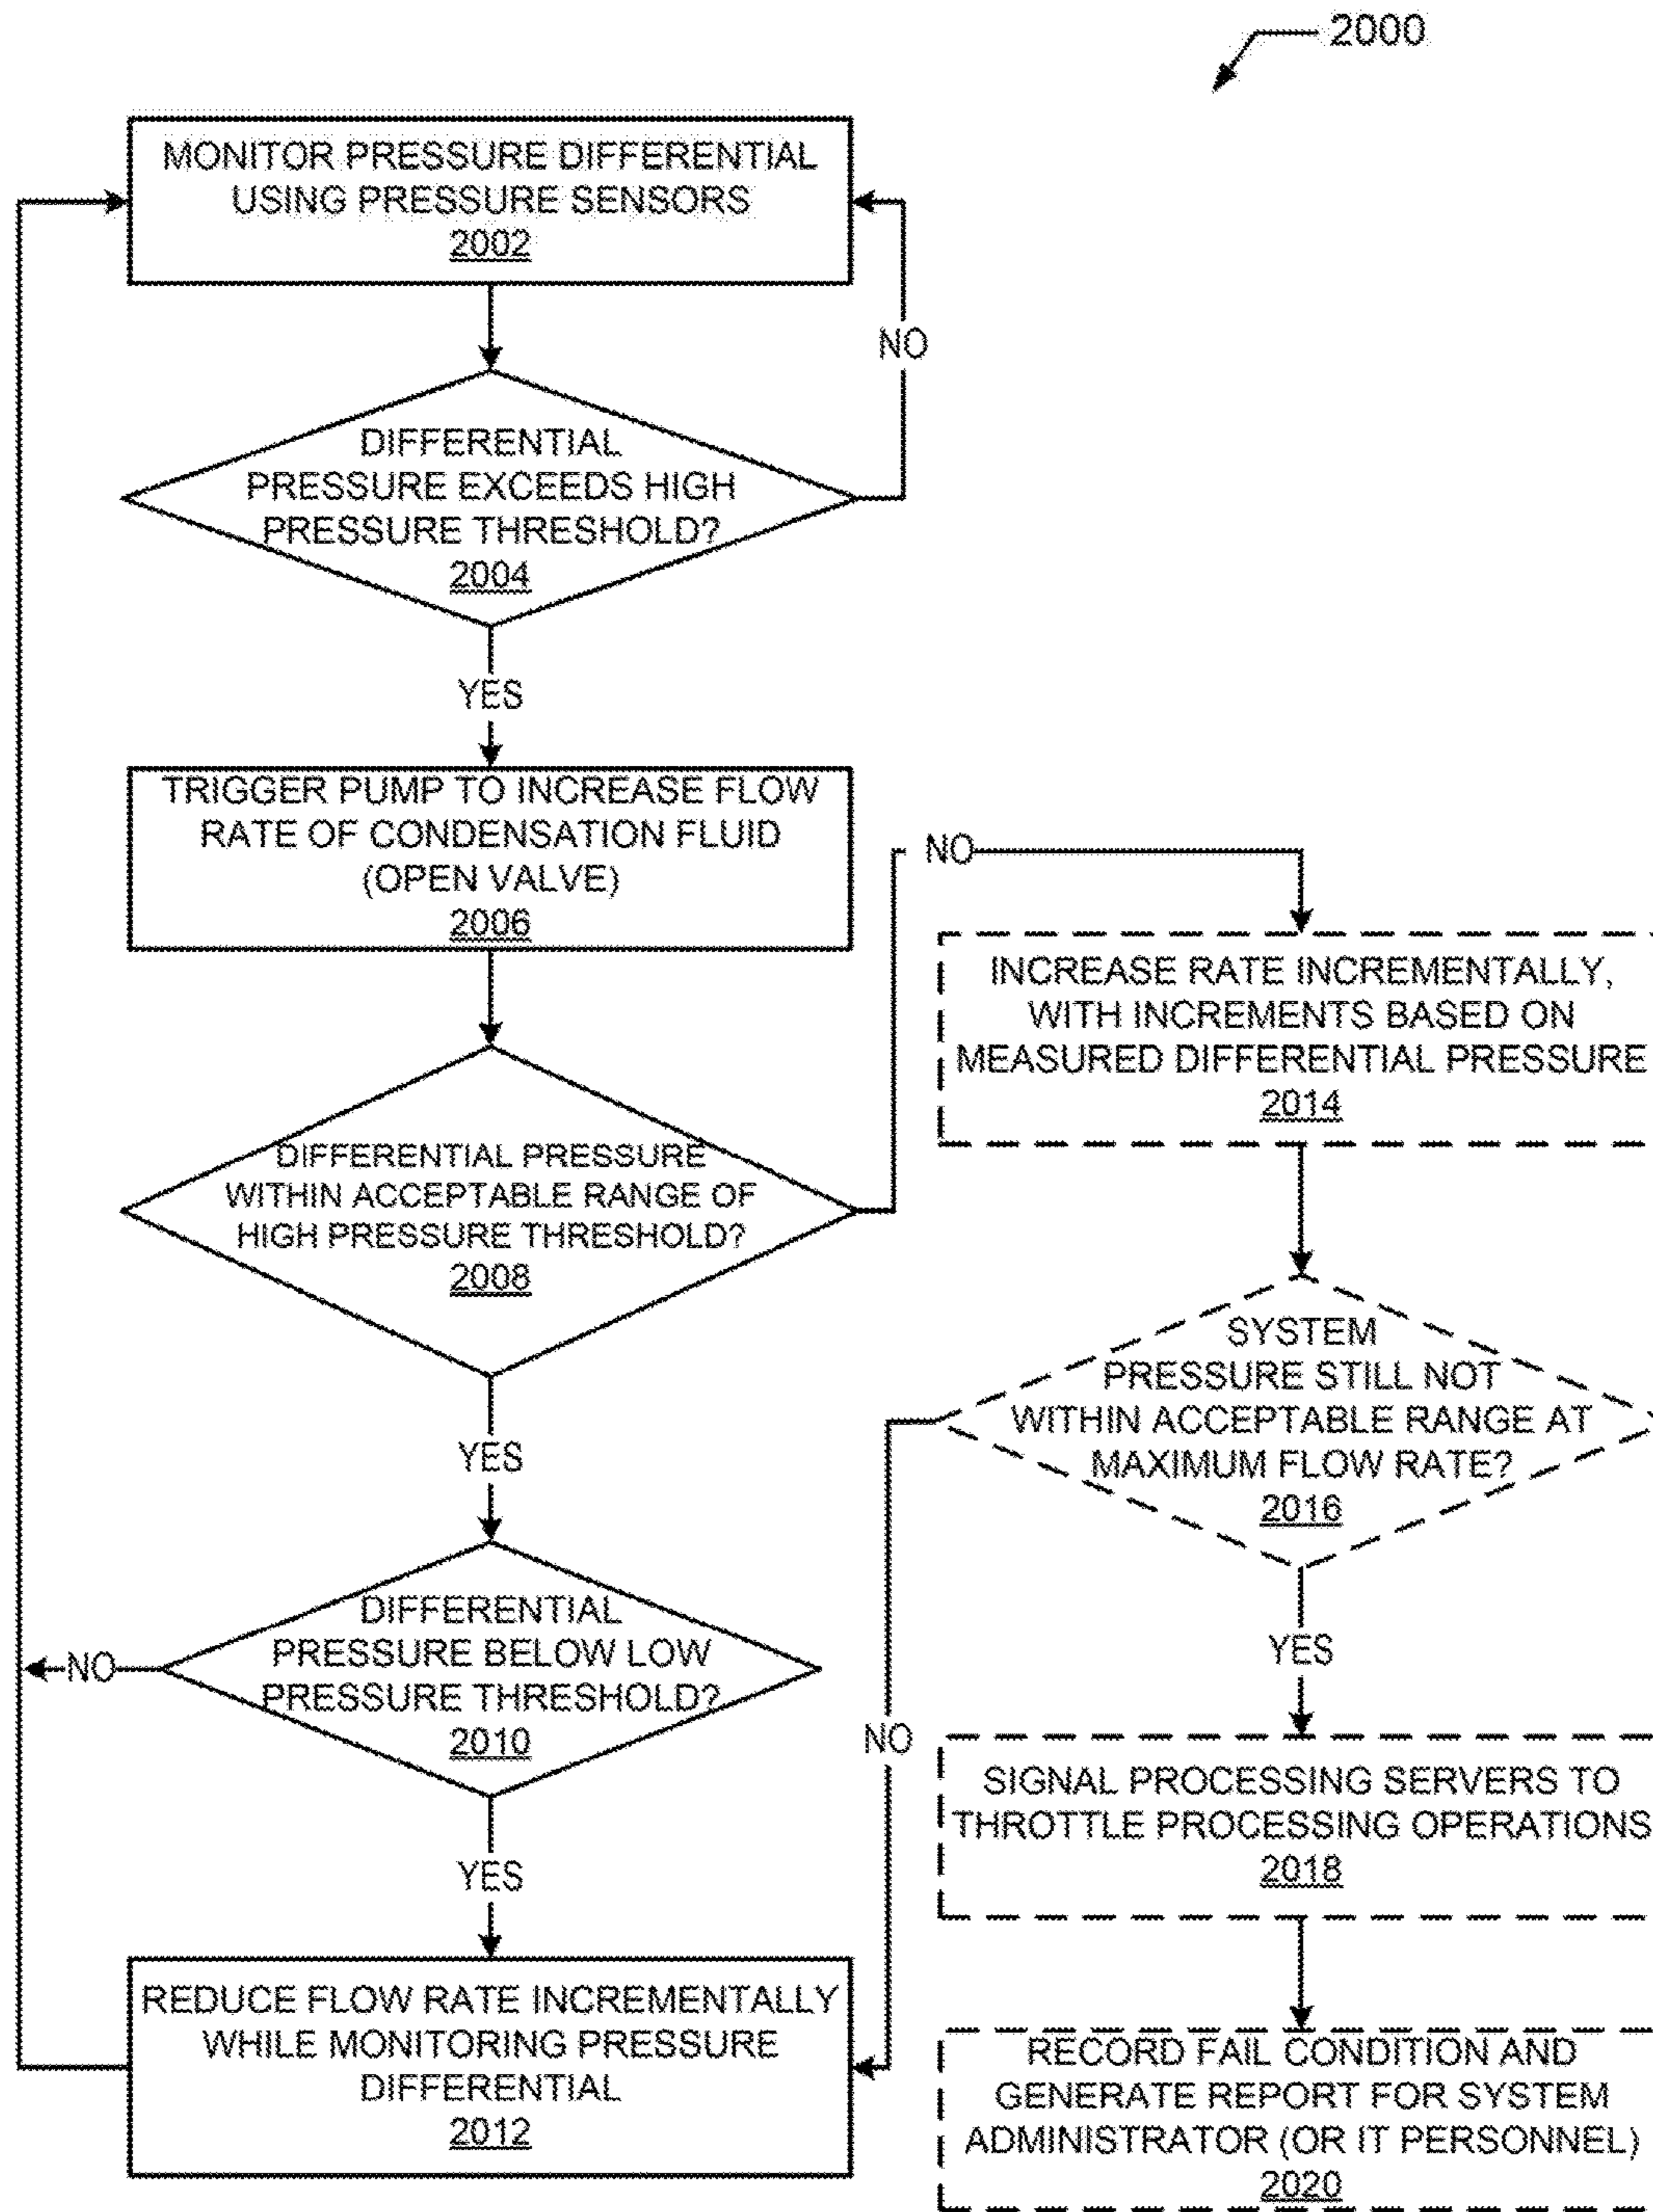 2000
MONITOR PRESSURE DIFFERENTIAL
USING PRESSURE SENSORS
2002
NO
DIFFERENTIAL
PRESSURE EXCEEDS HIGH
PRESSURE THRESHOLD?
2004
YES
TRIGGER PUMP TO INCREASE FLOW
RATE OF CONDENSATION FLUID
(OPEN VALVE)
2006
NO
DIFFERENTIAL PRESSURE
WITHIN ACCEPTABLE RANGE OF
HIGH PRESSURE THRESHOLD?
2008
YES
DIFFERENTIAL
PRESSURE BELOW LOW
PRESSURE THRESHOLD?
2010
NO
YES
REDUCE FLOW RATE INCREMENTALLY
WHILE MONITORING PRESSURE
DIFFERENTIAL
2012
INCREASE RATE INCREMENTALLY,
WITH INCREMENTS BASED ON
MEASURED DIFFERENTIAL PRESSURE
2014
SYSTEM
PRESSURE STILL NOT
WITHIN ACCEPTABLE RANGE AT
MAXIMUM FLOW RATE?
2016
NO
YES
SIGNAL PROCESSING SERVERS TO
THROTTLE PROCESSING OPERATIONS
2018
RECORD FAIL CONDITION AND
GENERATE REPORT FOR SYSTEM
ADMINISTRATOR (OR IT PERSONNEL)
2020